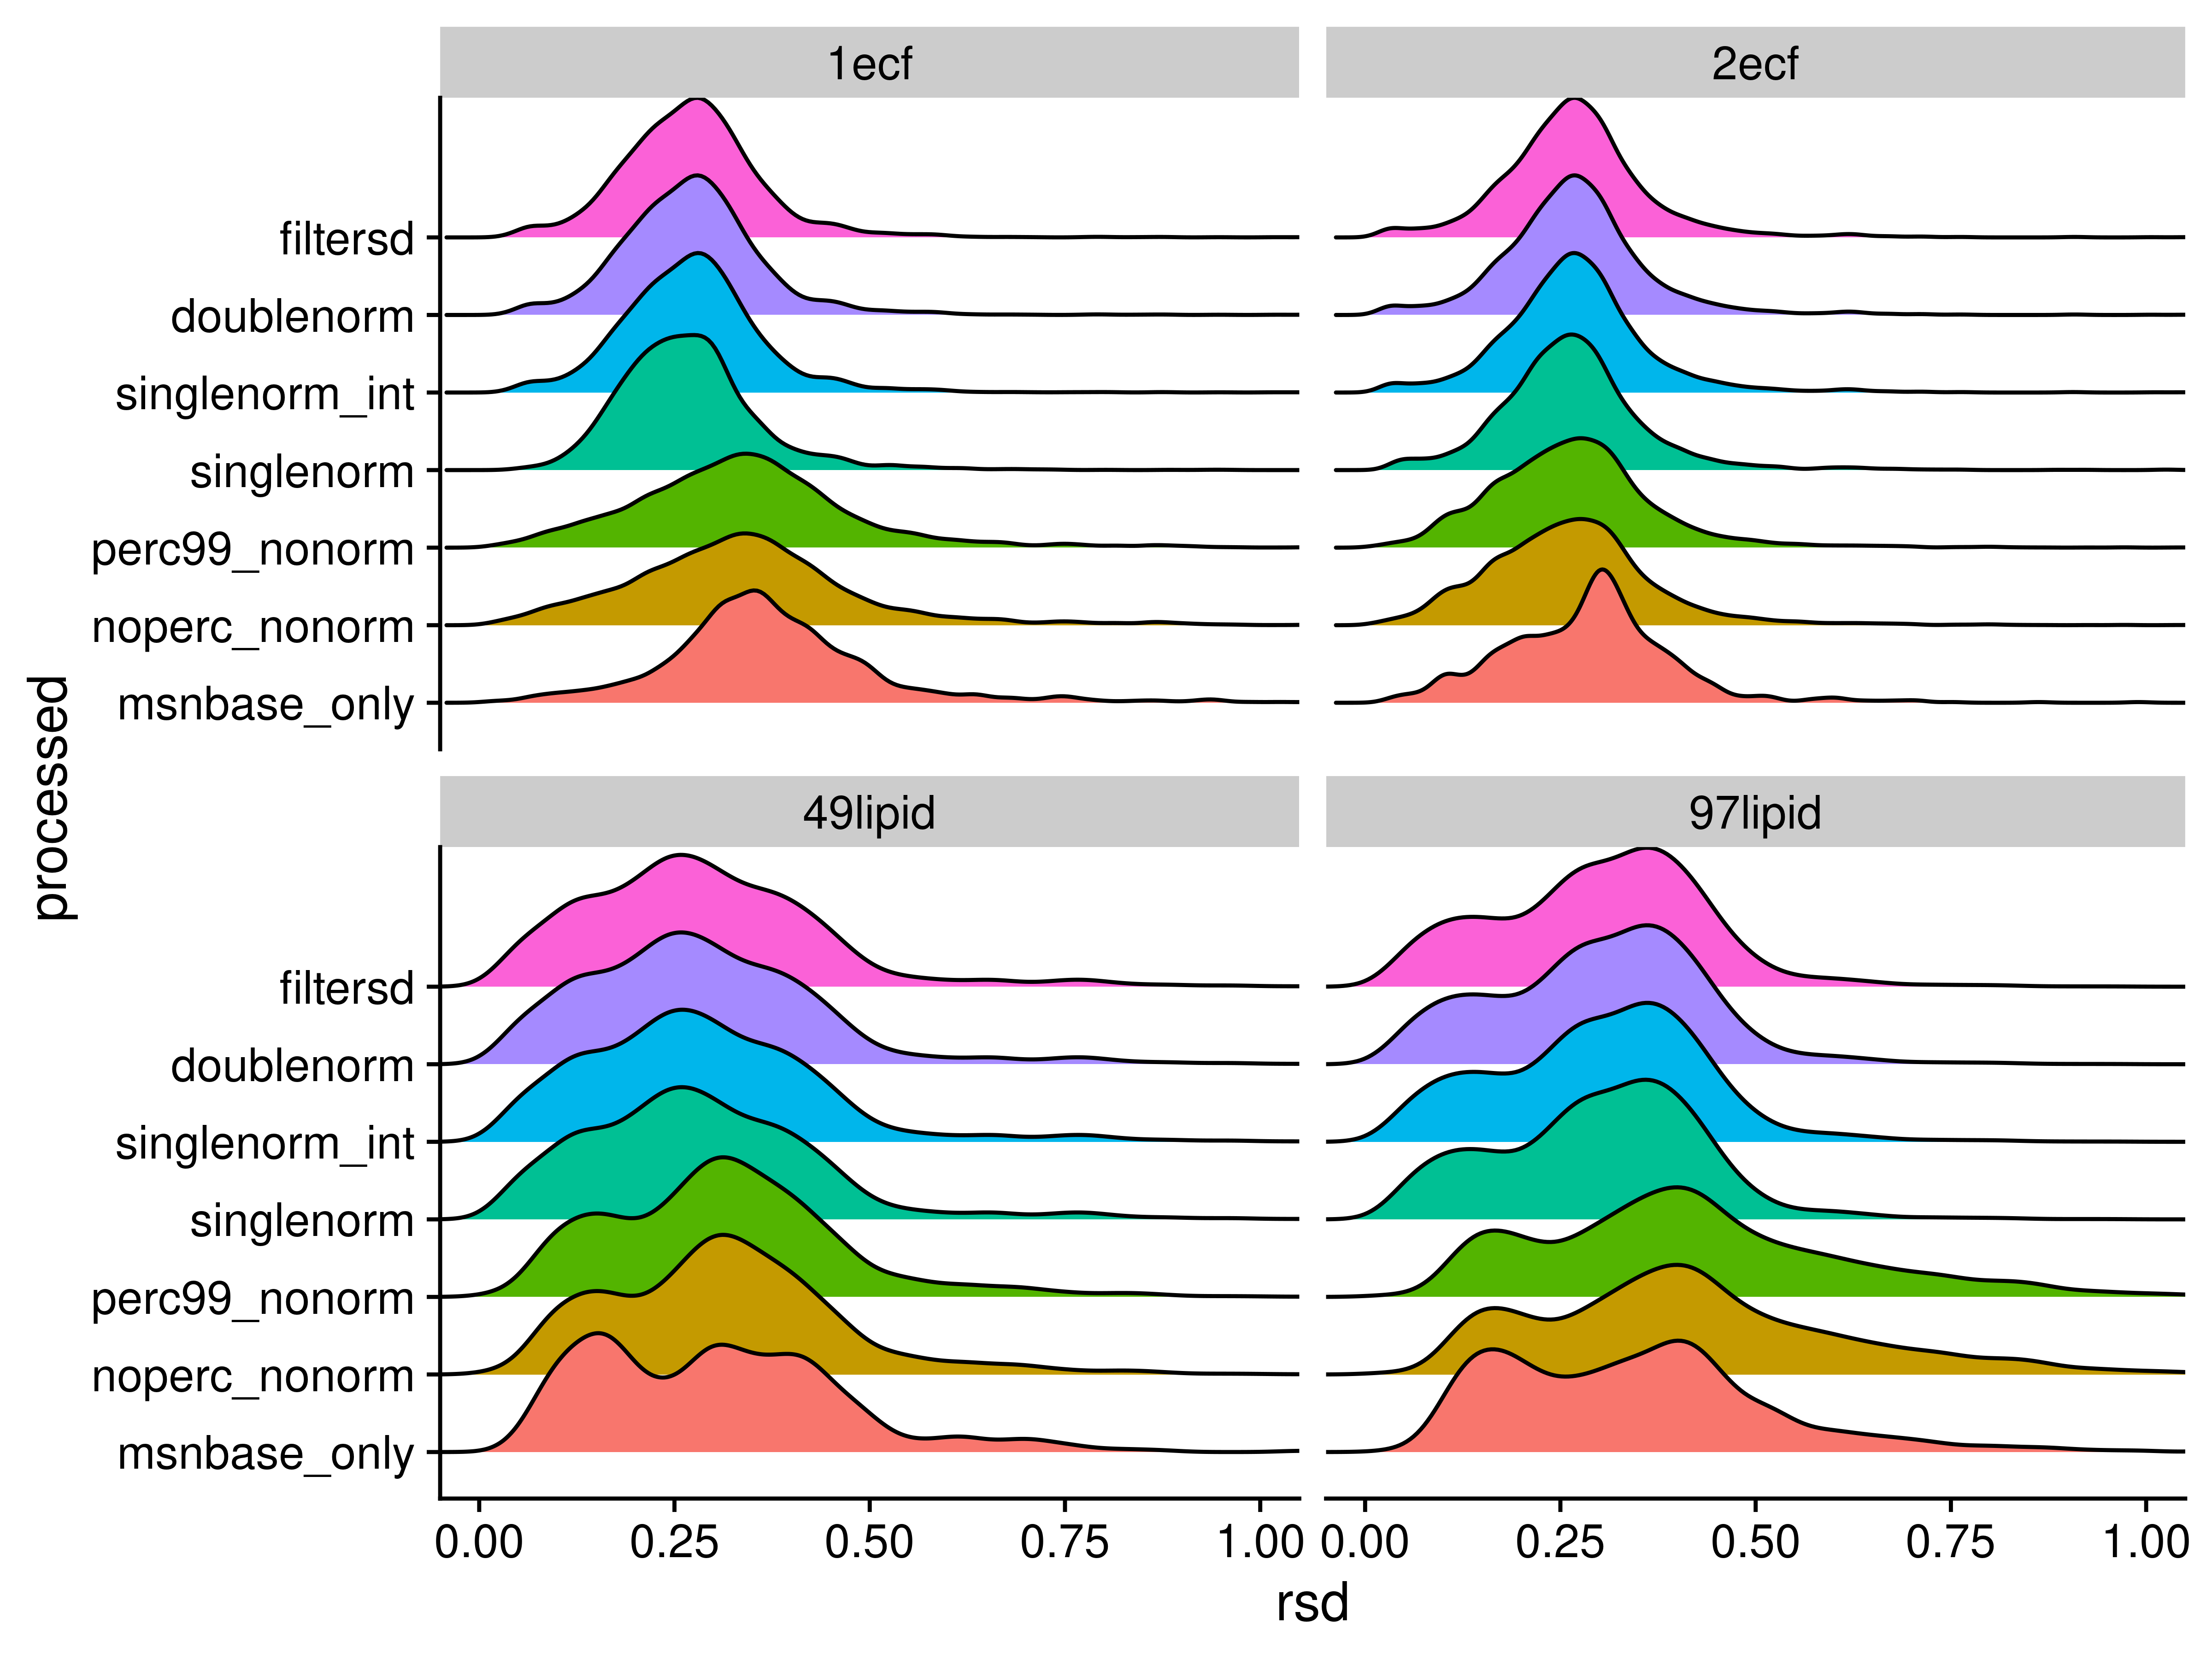 1ecf
2ecf
filtersd
doublenorm
singlenorm_int
singlenorm
perc99_nonorm
noperc_nonorm
msnbase_only
processed
49lipid
97lipid
filtersd
doublenorm
singlenorm_int
singlenorm
perc99_nonorm
noperc_nonorm
msnbase_only
0.00 0.25 0.50 0.75 1.00 0.00 0.25 0.50 0.75 1.00
rsd